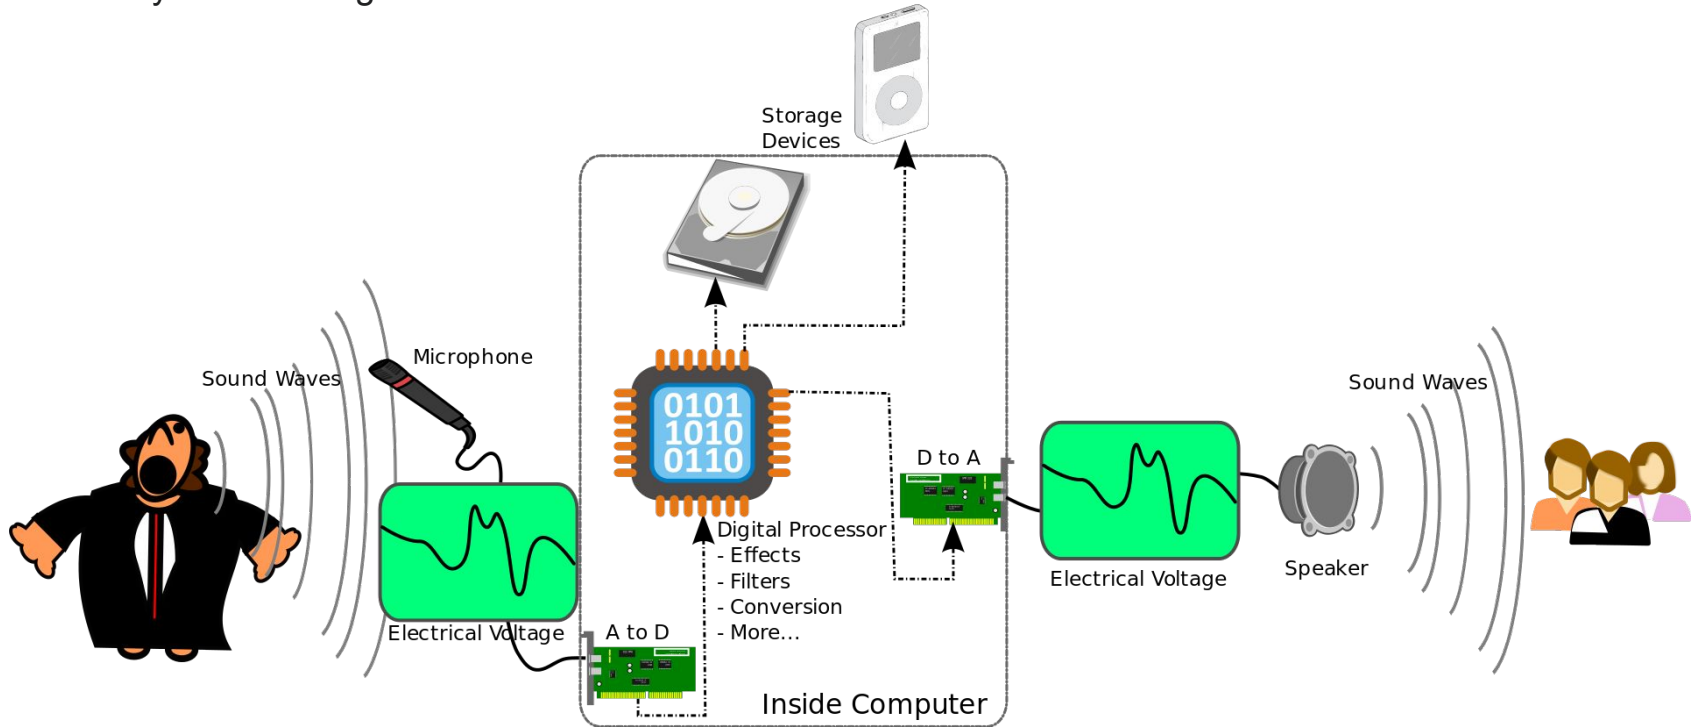 Storage
Devices
Microphone
Sound Waves
0101
1010
0110
Sound Waves
D to A
Digital Processor
- Effects
- Filters
- Conversion
- More...
Electrical Voltage
Speaker
Electrical Voltage
A to D
Inside Computer